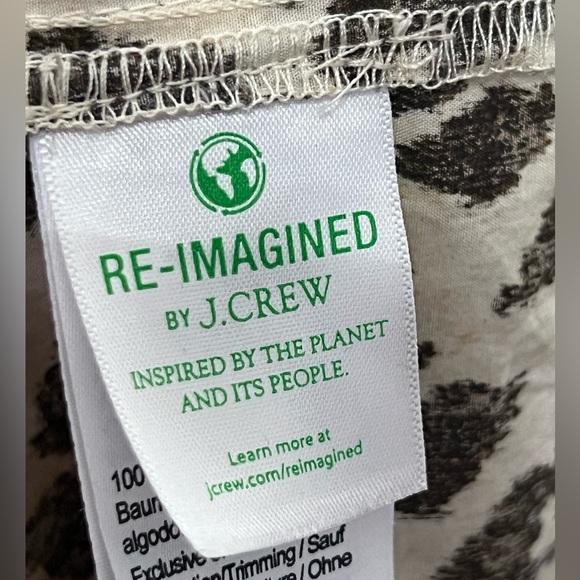 RE-IMAGINED
BY J.CREW
INSPIRED BY THE PLANET
AND ITS PEOPLE.
Learn more at
jcrew.com/reimagined
100
Baum
algodo
Exclusive
/Trimming / Sauf
/ Ohne